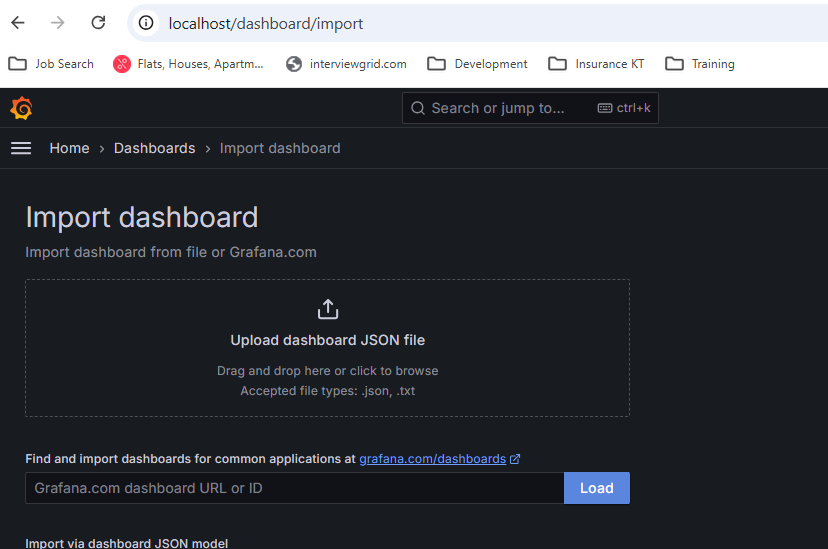 localhost/dashboard/import
Job Search Flats, Houses, Apartm... interviewgrid.com Development Insurance KT Training
Search or jump to... ctrl+k
Home › Dashboards › Import dashboard
Import dashboard
Import dashboard from file or Grafana.com
Upload dashboard JSON file
Drag and drop here or click to browse
Accepted file types: .json, .txt
Find and import dashboards for common applications at grafana.com/dashboards
Grafana.com dashboard URL or ID Load
Import via dashboard JSON model